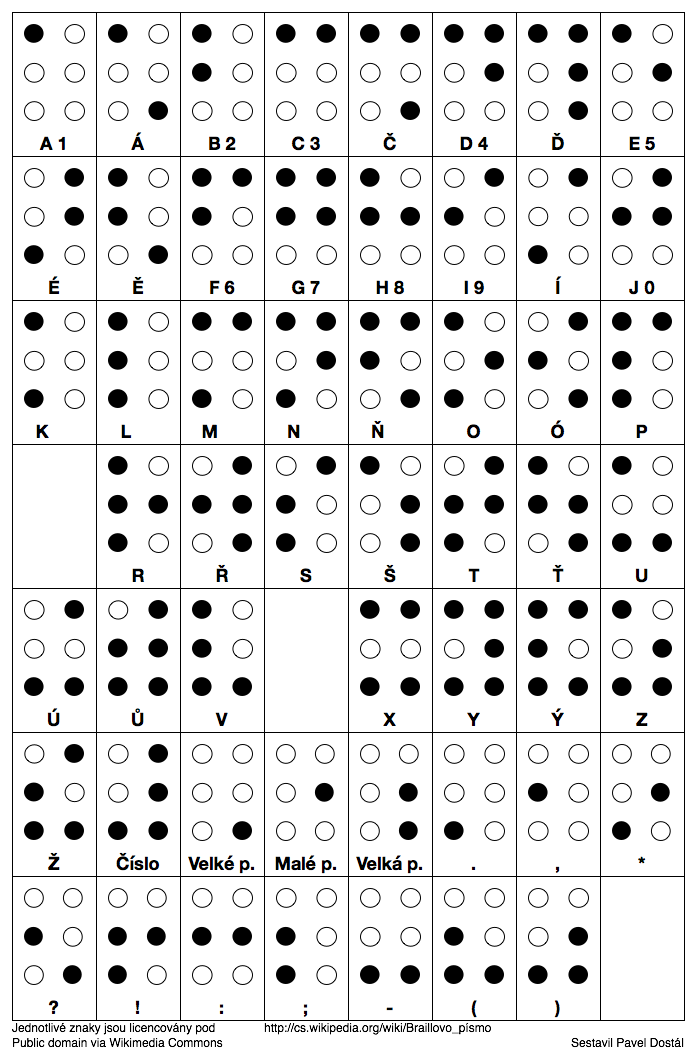 A 1 Á B 2 C 3 Č D 4 Ď E 5
É Ě F 6 G 7 H 8 I 9 Í J 0
K L M N Ň O Ó P
R Ř S Š T Ť U
Ú Ů V X Y Ý Z
Ž Číslo Velké p. Malé p. Velká p. . , *
? ! : ; - ( )
Jednotlivé znaky jsou licencovány pod http://cs.wikipedia.org/wiki/Braillovo_písmo
Public domain via Wikimedia Commons Sestavil Pavel Dostál